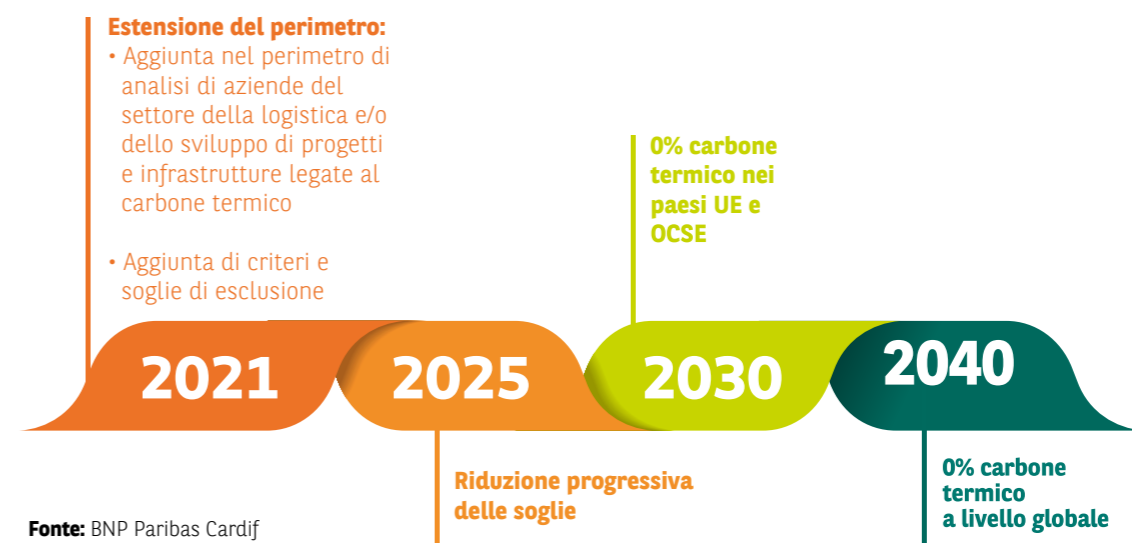 Estensione del perimetro:
• Aggiunta nel perimetro di
analisi di aziende del
settore della logistica e/o
dello sviluppo di progetti
e infrastrutture legate al
carbone termico
• Aggiunta di criteri e
soglie di esclusione
0% carbone
termico nei
paesi UE e
OCSE
2021
2025
2030
2040
Riduzione progressiva
delle soglie
0% carbone
termico
a livello globale
Fonte: BNP Paribas Cardif